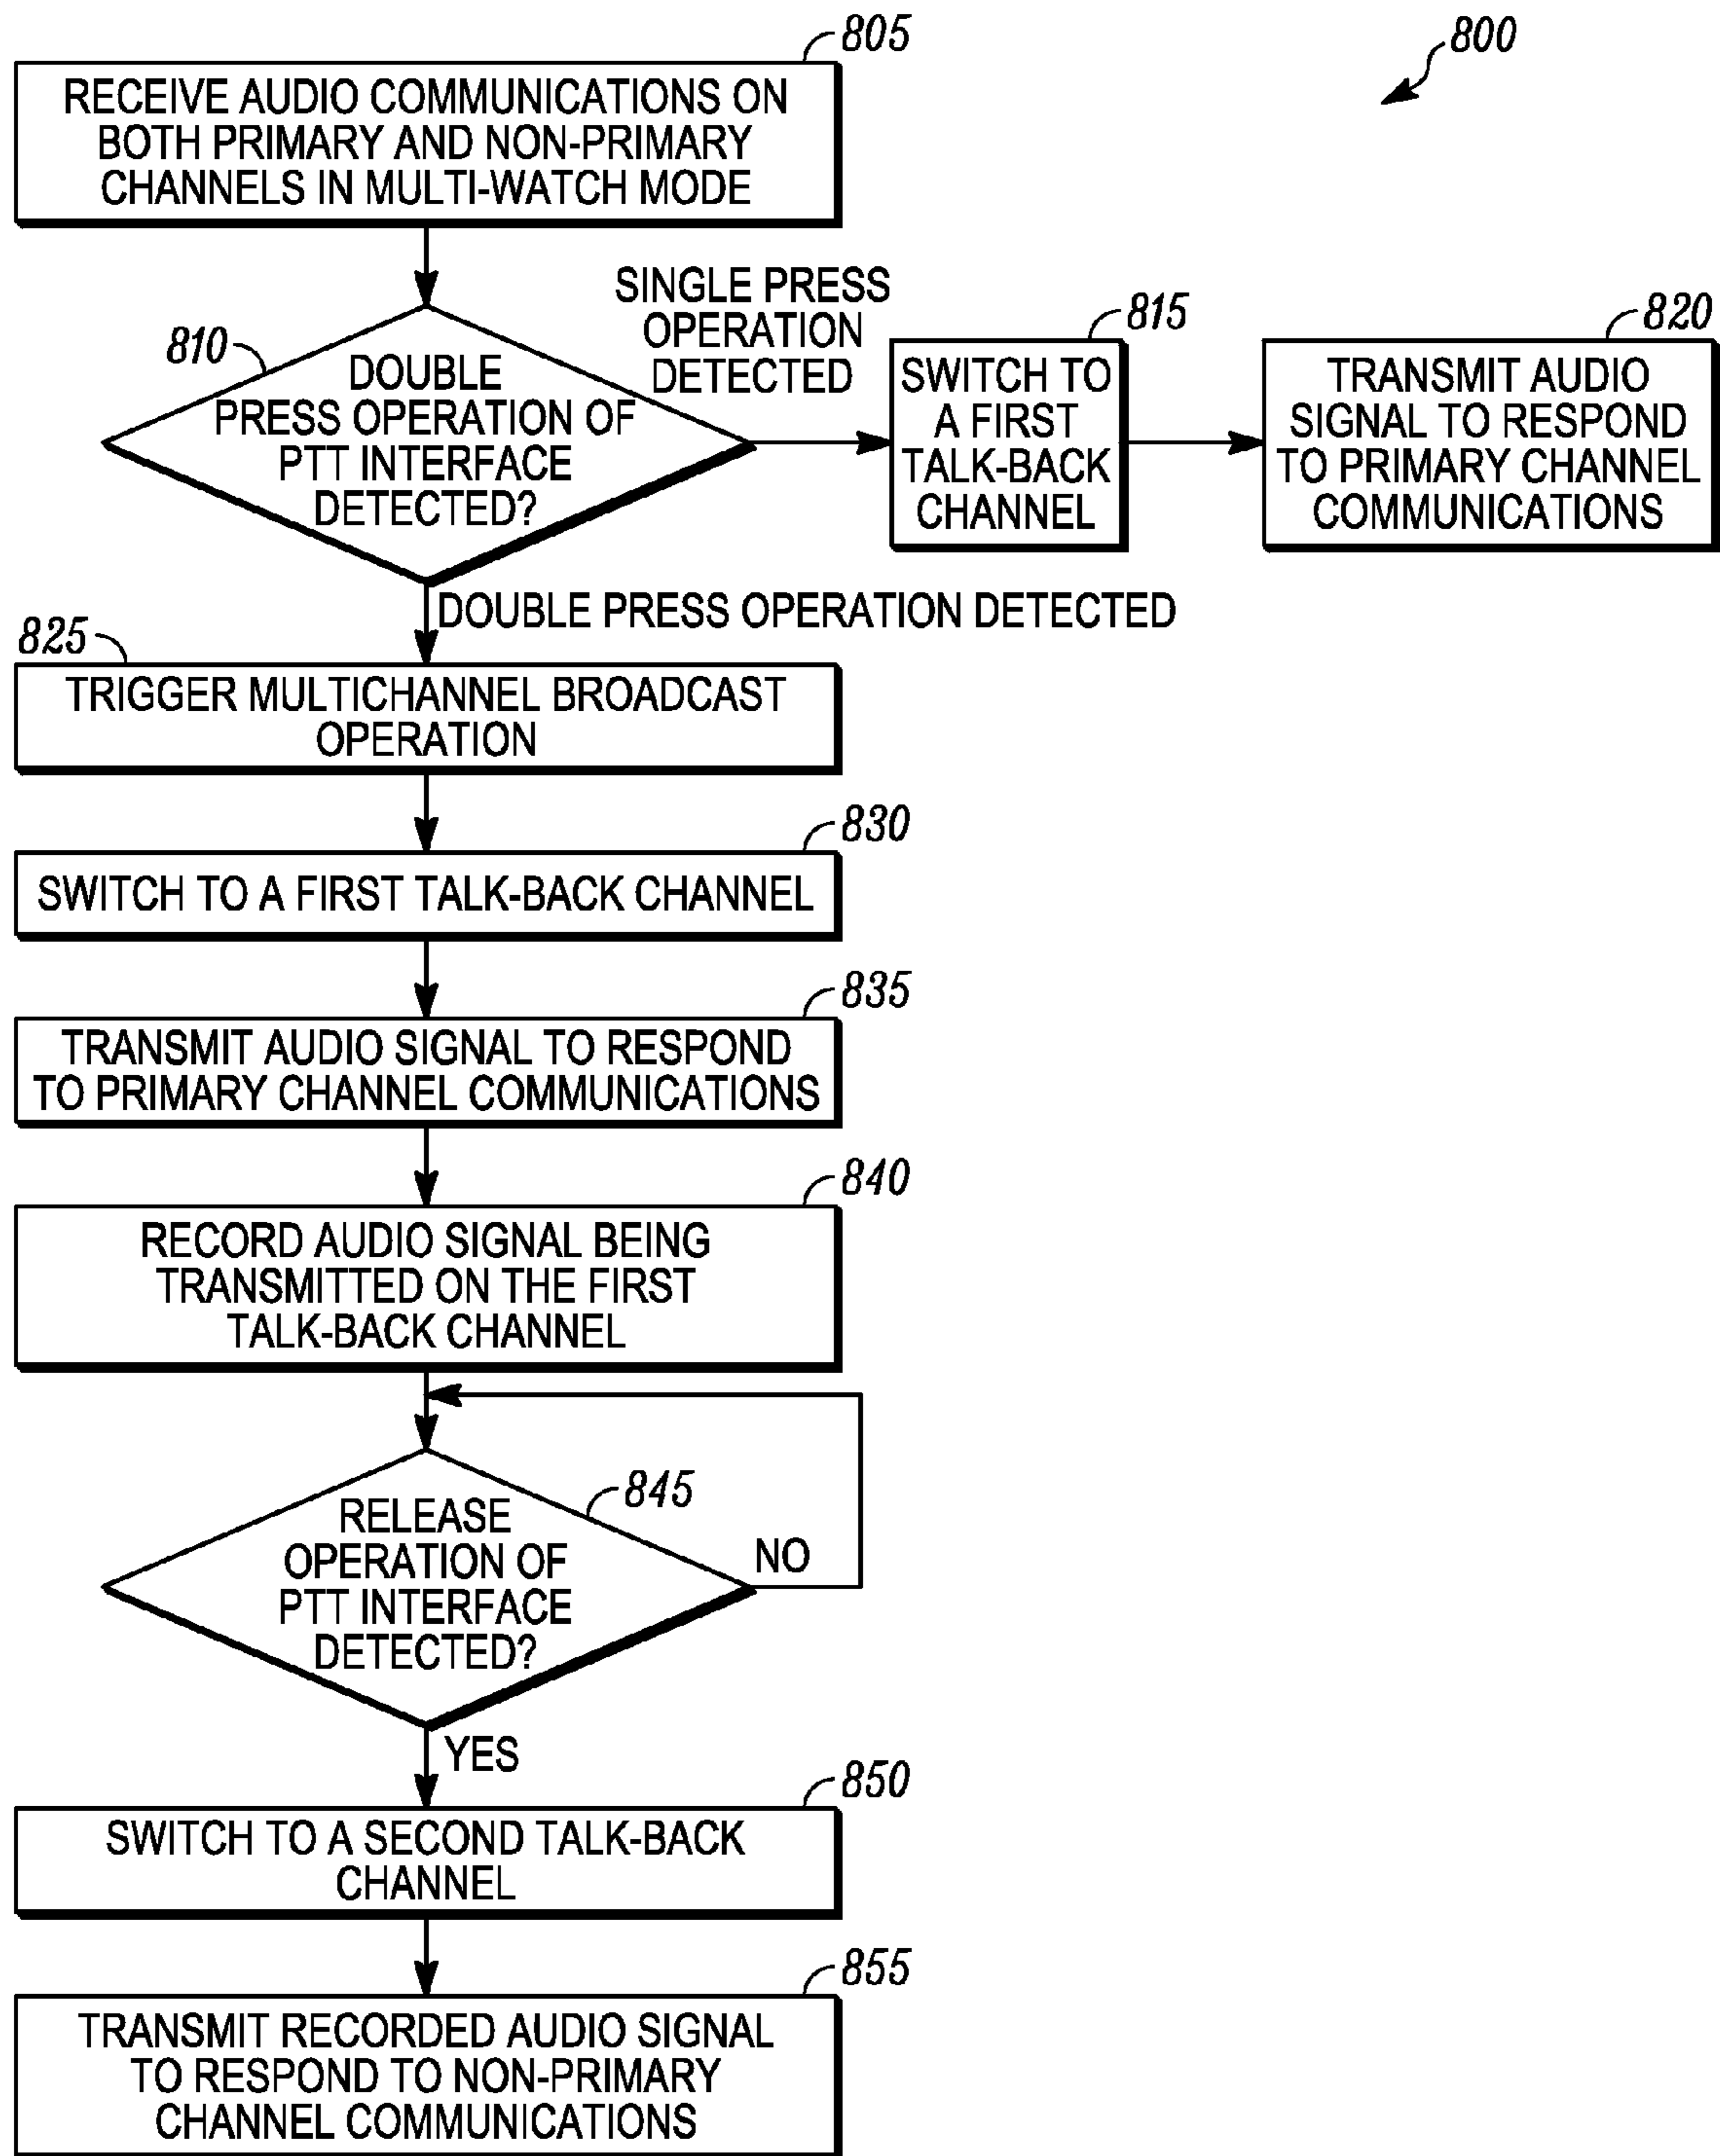 805
800
RECEIVE AUDIO COMMUNICATIONS ON
BOTH PRIMARY AND NON-PRIMARY
CHANNELS IN MULTI-WATCH MODE
810
DOUBLE
PRESS OPERATION OF
PTT INTERFACE
DETECTED?
SINGLE PRESS
OPERATION
DETECTED
815
SWITCH TO
A FIRST
TALK-BACK
CHANNEL
820
TRANSMIT AUDIO
SIGNAL TO RESPOND
TO PRIMARY CHANNEL
COMMUNICATIONS
DOUBLE PRESS OPERATION DETECTED
825
TRIGGER MULTICHANNEL BROADCAST
OPERATION
830
SWITCH TO A FIRST TALK-BACK CHANNEL
835
TRANSMIT AUDIO SIGNAL TO RESPOND
TO PRIMARY CHANNEL COMMUNICATIONS
840
RECORD AUDIO SIGNAL BEING
TRANSMITTED ON THE FIRST
TALK-BACK CHANNEL
845
RELEASE
OPERATION OF
PTT INTERFACE
DETECTED?
NO
YES
850
SWITCH TO A SECOND TALK-BACK
CHANNEL
855
TRANSMIT RECORDED AUDIO SIGNAL
TO RESPOND TO NON-PRIMARY
CHANNEL COMMUNICATIONS